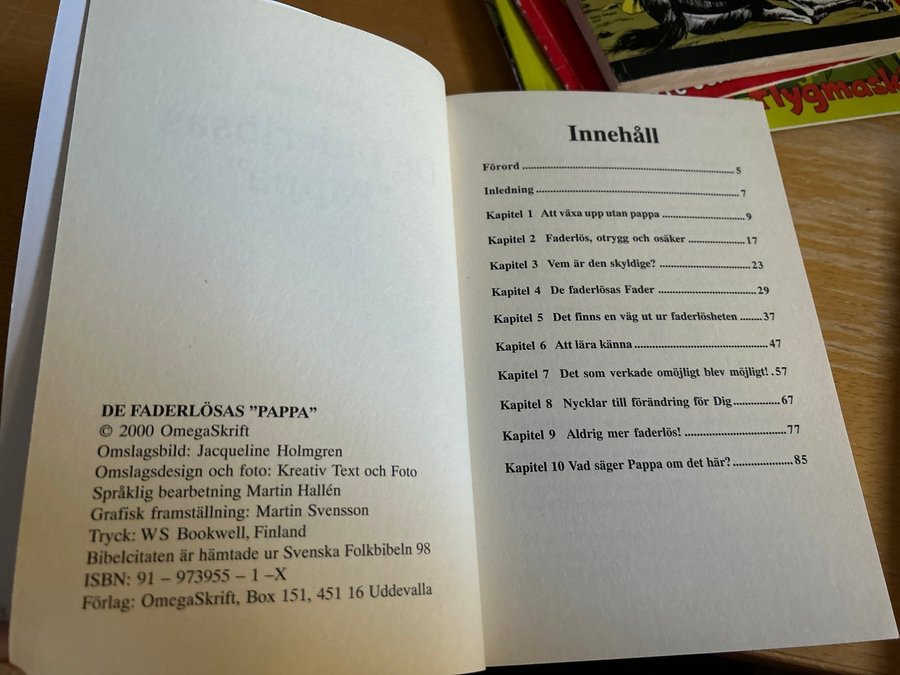 DE FADERLÖSAS ”PAPPA”
© 2000 OmegaSkrift
Omslagsbild: Jacqueline Holmgren
Omslagsdesign och foto: Kreativ Text och Foto
Språklig bearbetning Martin Hallén
Grafisk framställning: Martin Svensson
Tryck: WS Bookwell, Finland
Bibelcitaten är hämtade ur Svenska Folkbibeln 98
ISBN: 91 – 973955 – 1 –X
Förlag: OmegaSkrift, Box 151, 451 16 Uddevalla
Innehåll
Förord ........................................................ 5
Inledning ..................................................... 7
Kapitel 1 Att växa upp utan pappa ....................... 9
Kapitel 2 Faderlös, otrygg och osäker ................ 17
Kapitel 3 Vem är den skyldige? .......................... 23
Kapitel 4 De faderlösas Fader ............................ 29
Kapitel 5 Det finns en väg ut ur faderlösheten ....... 37
Kapitel 6 Att lära känna ..................................... 47
Kapitel 7 Det som verkade omöjligt blev möjligt! . 57
Kapitel 8 Nycklar till förändring för Dig ............... 67
Kapitel 9 Aldrig mer faderlös! ............................ 77
Kapitel 10 Vad säger Pappa om det här? .................... 85